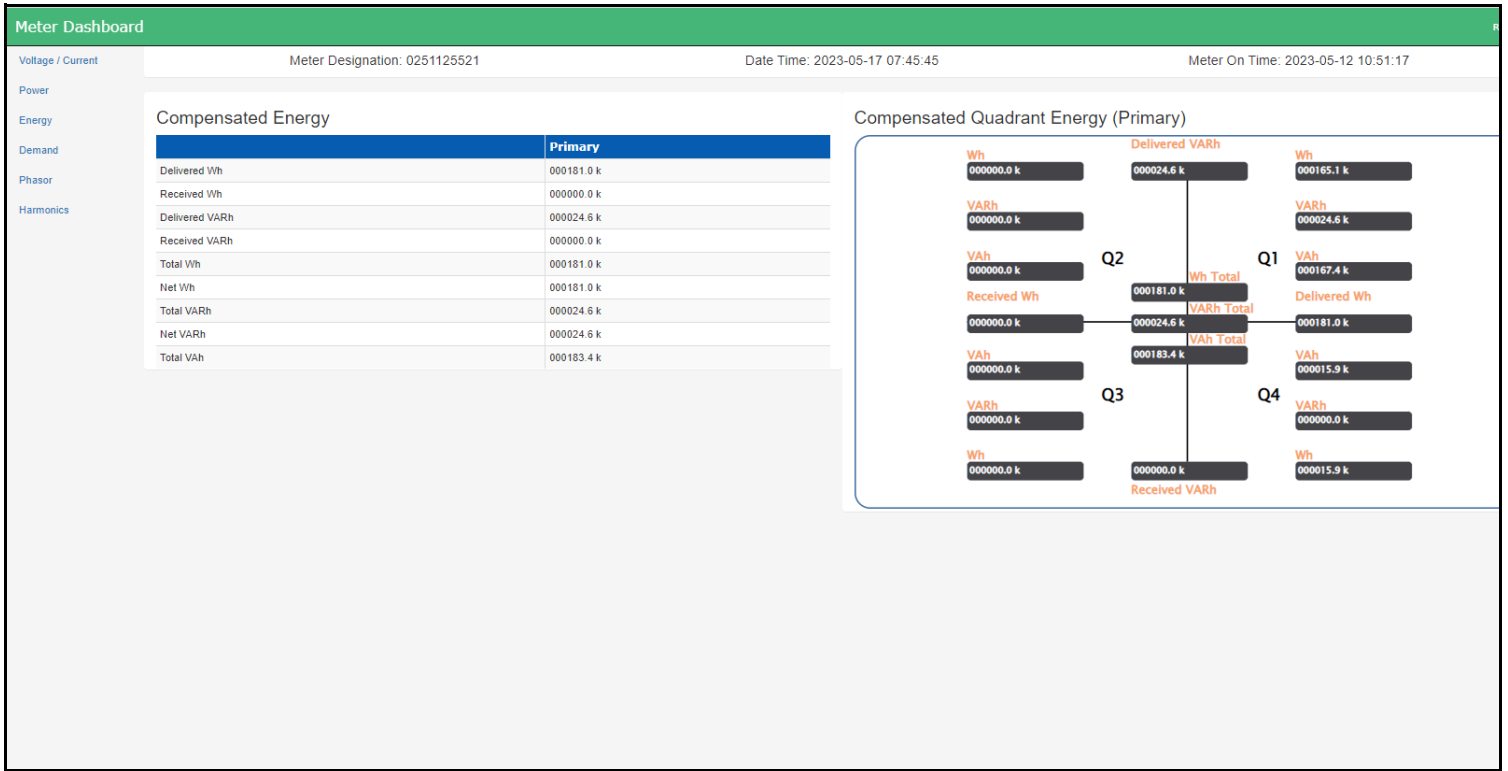 Meter Dashboard
R
Voltage / Current
Power
Energy
Demand
Phasor
Harmonics
Meter Designation: 0251125521
Date Time: 2023-05-17 07:45:45
Meter On Time: 2023-05-12 10:51:17
Compensated Energy
Primary
Delivered Wh 000181.0 k
Received Wh 000000.0 k
Delivered VARh 000024.6 k
Received VARh 000000.0 k
Total Wh 000181.0 k
Net Wh 000181.0 k
Total VARh 000024.6 k
Net VARh 000024.6 k
Total VAh 000183.4 k
Compensated Quadrant Energy (Primary)
Wh Delivered VARh Wh
000000.0 k 000024.6 k 000165.1 k
VARh VARh
000000.0 k 000024.6 k
VAh Q2 Q1 VAh
000000.0 k 000167.4 k
Wh Total
Received Wh 000181.0 k Delivered Wh
VARh Total
000000.0 k 000024.6 k 000181.0 k
VAh Total
VAh 000183.4 k VAh
000000.0 k 000015.9 k
Q3 Q4
VARh VARh
000000.0 k 000000.0 k
Wh Wh
000000.0 k 000000.0 k 000015.9 k
Received VARh